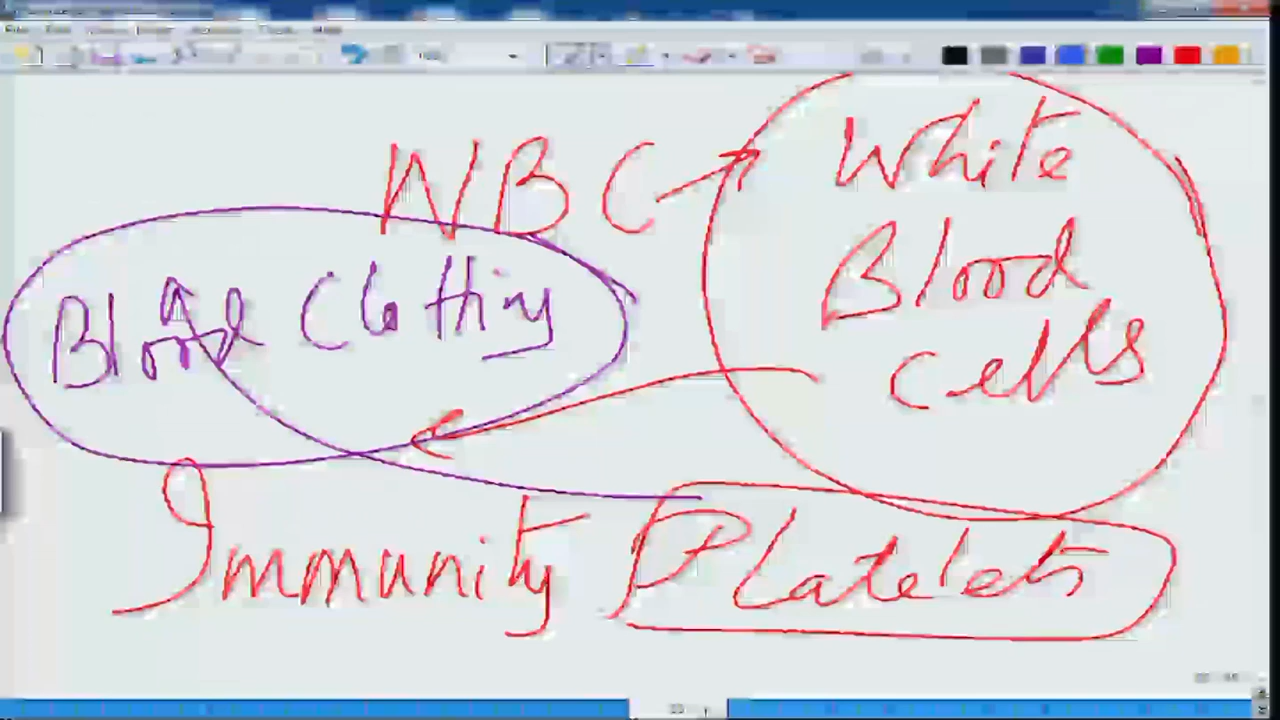 WBC
White
Blood
Cells
Blood Clotting
Immunity
Platelets